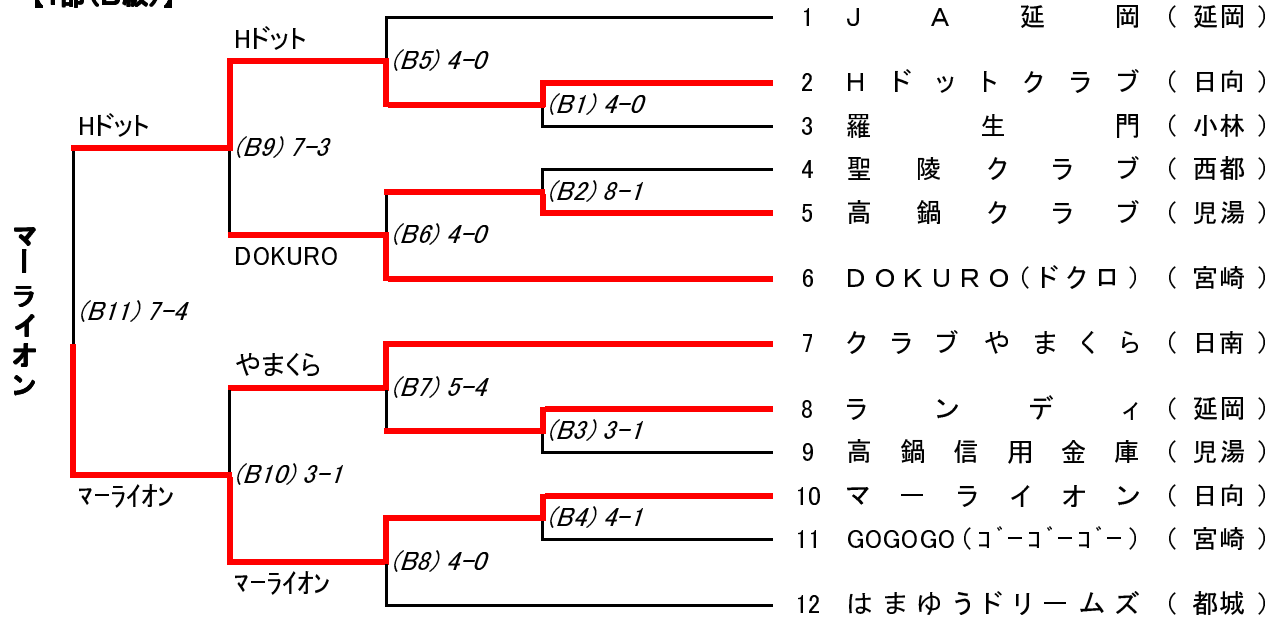 【1部(B級)】
1 JA延岡 (延岡)
Hドット
(B5) 4-0
2 Hドットクラブ (日向)
(B1) 4-0
Hドット
3 羅生門 (小林)
(B9) 7-3
4 聖陵クラブ (西都)
(B2) 8-1
5 高鍋クラブ (児湯)
(B6) 4-0
DOKURO
6 DOKURO(ドクロ) (宮崎)
マーライオン
(B11) 7-4
7 クラブやまくら (日南)
やまくら
(B7) 5-4
8 ランディ (延岡)
(B3) 3-1
9 高鍋信用金庫 (児湯)
(B10) 3-1
マーライオン
10 マーライオン (日向)
(B4) 4-1
11 GOGOGO(ゴーゴーゴー) (宮崎)
(B8) 4-0
マーライオン
12 はまゆうドリームズ (都城)